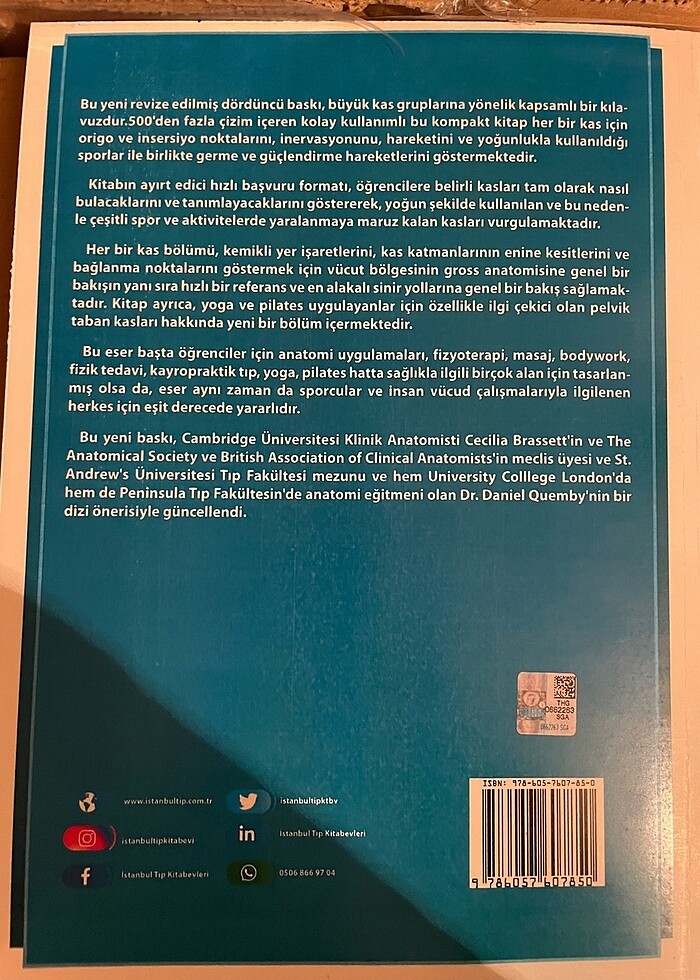 Bu yeni revize edilmiş dördüncü baskı, büyük kas gruplarına yönelik kapsamlı bir kıla-
vuzdur.500'den fazla çizim içeren kolay kullanımlı bu kompakt kitap her bir kas için
origo ve insersiyo noktalarını, inervasyonunu, hareketini ve yoğunlukla kullanıldığı
sporlar ile birlikte germe ve güçlendirme hareketlerini göstermektedir.
Kitabın ayırt edici hızlı başvuru formatı, öğrencilere belirli kasları tam olarak nasıl
bulacaklarını ve tanımlayacaklarını göstererek, yoğun şekilde kullanılan ve bu neden-
le çeşitli spor ve aktivitelerde yaralanmaya maruz kalan kasları vurgulamaktadır.
Her bir kas bölümü, kemikli yer işaretlerini, kas katmanlarının enine kesitlerini ve
bağlanma noktalarını göstermek için vücut bölgesinin gross anatomisine genel bir
bakışın yanı sıra hızlı bir referans ve en alakalı sinir yollarına genel bir bakış sağlamak-
tadır. Kitap ayrıca, yoga ve pilates uygulayanlar için özellikle ilgi çekici olan pelvik
taban kasları hakkında yeni bir bölüm içermektedir.
Bu eser başta öğrenciler için anatomi uygulamaları, fizyoterapi, masaj, bodywork,
fizik tedavi, kayropraktik tıp, yoga, pilates hatta sağlıkla ilgili birçok alan için tasarlan-
mış olsa da, eser aynı zaman da sporcular ve insan vücud çalışmalarıyla ilgilenen
herkes için eşit derecede yararlıdır.
Bu yeni baskı, Cambridge Üniversitesi Klinik Anatomisti Cecilia Brassett'in ve The
Anatomical Society ve British Association of Clinical Anatomists'in meclis üyesi ve St.
Andrew's Üniversitesi Tıp Fakültesi mezunu ve hem University Colllege London'da
hem de Peninsula Tıp Fakültesin'de anatomi eğitmeni olan Dr. Daniel Quemby'nin bir
dizi önerisiyle güncellendi.
THG
0662263
SGA
0662263 SGA
www.istanbultip.com.tr
istanbultipktbv
istanbultipkitabevi
in
İstanbul Tıp Kitabevleri
f
İstanbul Tıp Kitabevleri
0506 866 97 04
ISBN: 978-605-7607-85-0
9 786057 607850